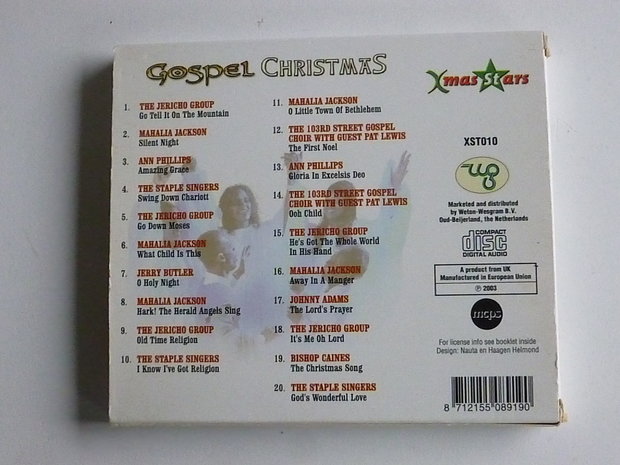 Gospel Christmas
Xmas Stars
1. THE JERICHO GROUP
Go Tell It On The Mountain
2. MAHALIA JACKSON
Silent Night
3. ANN PHILLIPS
Amazing Grace
4. THE STAPLE SINGERS
Swing Down Chariott
5. THE JERICHO GROUP
Go Down Moses
6. MAHALIA JACKSON
What Child Is This
7. JERRY BUTLER
O Holy Night
8. MAHALIA JACKSON
Hark! The Herald Angels Sing
9. THE JERICHO GROUP
Old Time Religion
10. THE STAPLE SINGERS
I Know I've Got Religion
11. MAHALIA JACKSON
O Little Town Of Bethlehem
12. THE 103RD STREET GOSPEL
CHOIR WITH GUEST PAT LEWIS
The First Noel
13. ANN PHILLIPS
Gloria In Excelsis Deo
14. THE 103RD STREET GOSPEL
CHOIR WITH GUEST PAT LEWIS
Ooh Child
15. THE JERICHO GROUP
He's Got The Whole World
In His Hand
16. MAHALIA JACKSON
Away In A Manger
17. JOHNNY ADAMS
The Lord's Prayer
18. THE JERICHO GROUP
It's Me Oh Lord
19. BISHOP CAINES
The Christmas Song
20. THE STAPLE SINGERS
God's Wonderful Love
XST010
wg
Marketed and distributed
by Weton-Wesgram B.V.
Oud-Beijerland, the Netherlands
COMPACT
disc
DIGITAL AUDIO
A product from UK
Manufactured in European Union
℗ 2003
mcps
For license info see booklet inside
Design: Nauta en Haagen Helmond
8 712155 089190